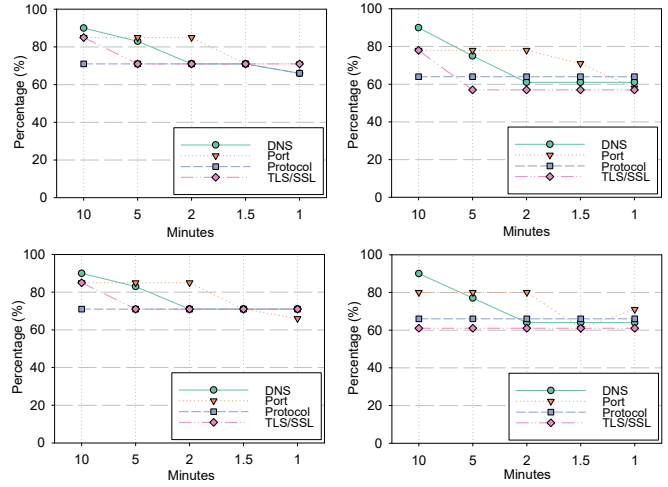 100
80
60
40
20
0
Percentage (%)
DNS
Port
Protocol
TLS/SSL
10 5 2 1.5 1
Minutes
100
80
60
40
20
0
Percentage (%)
DNS
Port
Protocol
TLS/SSL
10 5 2 1.5 1
Minutes
100
80
60
40
20
0
Percentage (%)
DNS
Port
Protocol
TLS/SSL
10 5 2 1.5 1
Minutes
100
80
60
40
20
0
Percentage (%)
DNS
Port
Protocol
TLS/SSL
10 5 2 1.5 1
Minutes